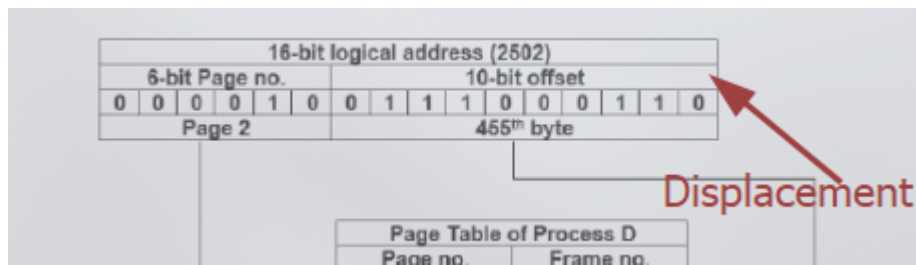 16-bit logical address (2502)
6-bit Page no. 10-bit offset
0 0 0 0 1 0 0 1 1 1 0 0 0 1 1 0
Page 2 455th byte
Displacement
Page Table of Process D
Page no. Frame no.